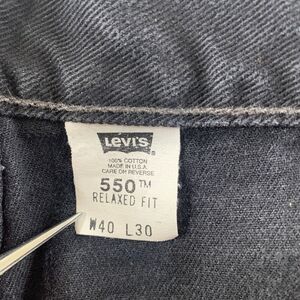 LEVI'S
100% COTTON
MADE IN U.S.A.
CARE ON REVERSE
550™
RELAXED FIT
W40 L30